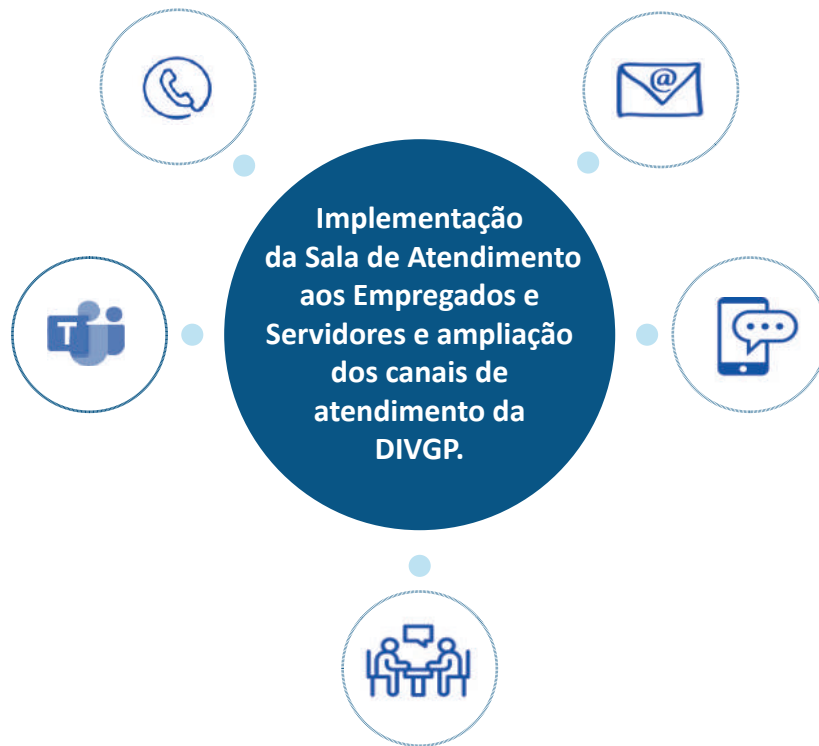 @
Implementação
da Sala de Atendimento
aos Empregados e
Servidores e ampliação
dos canais de
atendimento da
DIVGP.
T